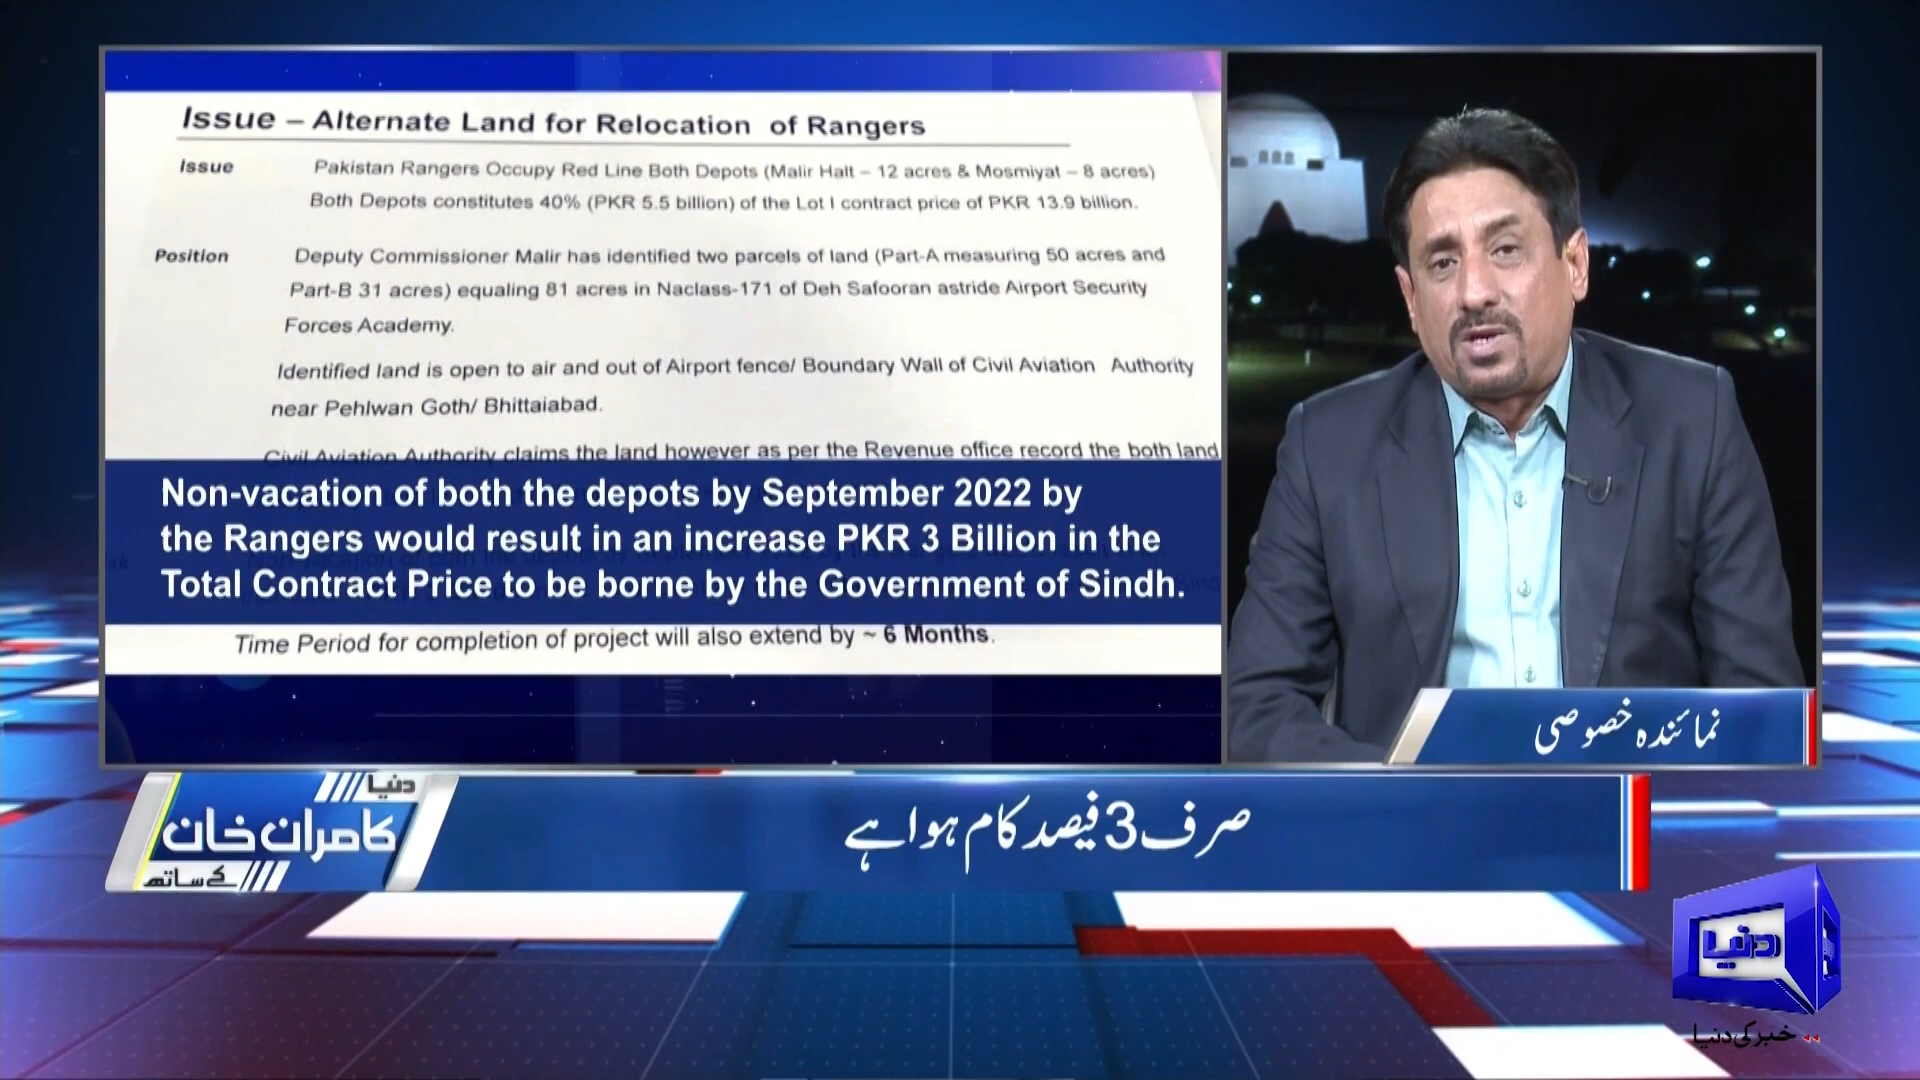 Issue – Alternate Land for Relocation of Rangers
Issue Pakistan Rangers Occupy Red Line Both Depots (Malir Halt – 12 acres & Mosmiyat – 8 acres)
Both Depots constitutes 40% (PKR 5.5 billion) of the Lot I contract price of PKR 13.9 billion.
Position Deputy Commissioner Malir has identified two parcels of land (Part-A measuring 50 acres and
Part-B 31 acres) equaling 81 acres in Naclass-171 of Deh Safooran astride Airport Security
Forces Academy.
Identified land is open to air and out of Airport fence/ Boundary Wall of Civil Aviation Authority
near Pehlwan Goth/ Bhittaiabad.
Civil Aviation Authority claims the land however as per the Revenue office record the both land
Non-vacation of both the depots by September 2022 by
the Rangers would result in an increase PKR 3 Billion in the
Total Contract Price to be borne by the Government of Sindh.
Time Period for completion of project will also extend by ~ 6 Months.
نمائندہ خصوصی
دنیا
کامران خان
کے ساتھ
صرف 3 فیصد کام ہوا ہے
دنیا
خبر کی دنیا